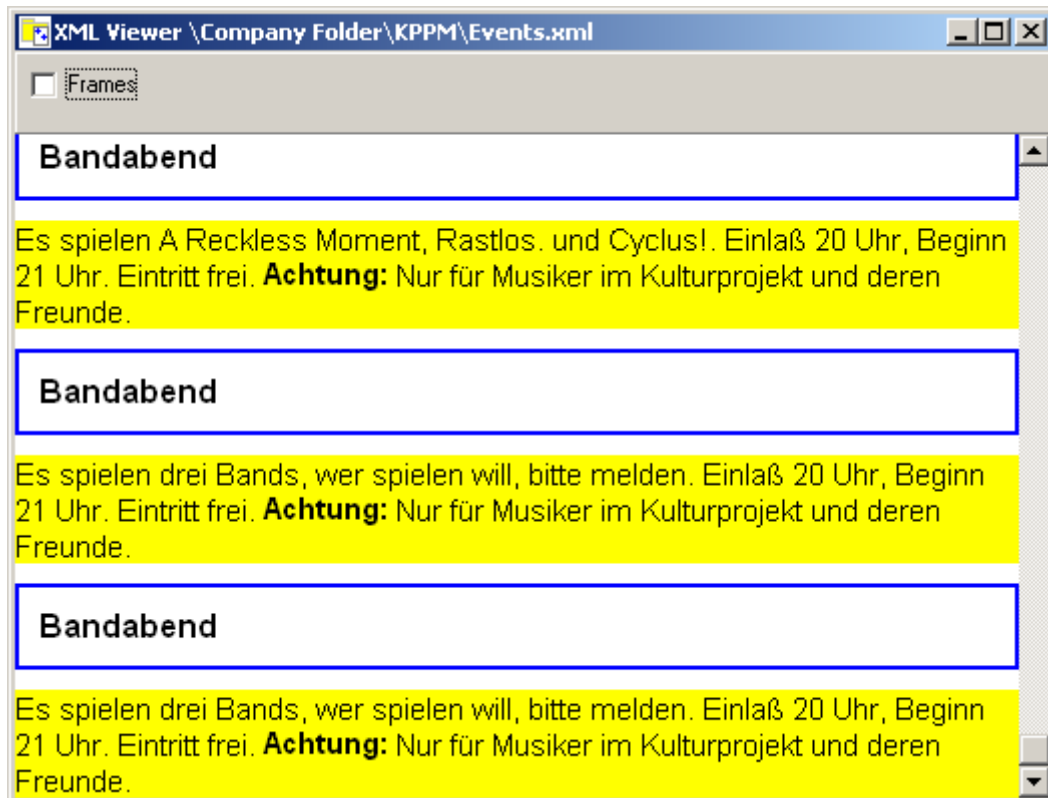 XML Viewer \Company Folder\KPPM\Events.xml
Frames
Bandabend
Es spielen A Reckless Moment, Rastlos. und Cyclus!. Einlaß 20 Uhr, Beginn
21 Uhr. Eintritt frei. Achtung: Nur für Musiker im Kulturprojekt und deren
Freunde.
Bandabend
Es spielen drei Bands, wer spielen will, bitte melden. Einlaß 20 Uhr, Beginn
21 Uhr. Eintritt frei. Achtung: Nur für Musiker im Kulturprojekt und deren
Freunde.
Bandabend
Es spielen drei Bands, wer spielen will, bitte melden. Einlaß 20 Uhr, Beginn
21 Uhr. Eintritt frei. Achtung: Nur für Musiker im Kulturprojekt und deren
Freunde.